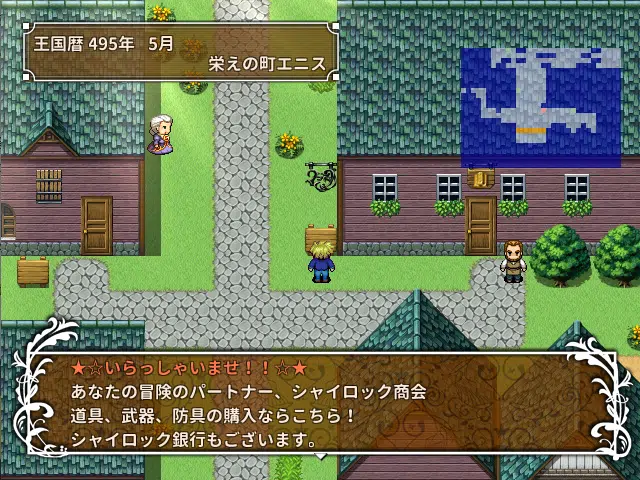 王国暦 495年 5月
栄えの町エニス
★☆いらっしゃいませ！！☆★
あなたの冒険のパートナー、シャイロック商会
道具、武器、防具の購入ならこちら！
シャイロック銀行もございます。